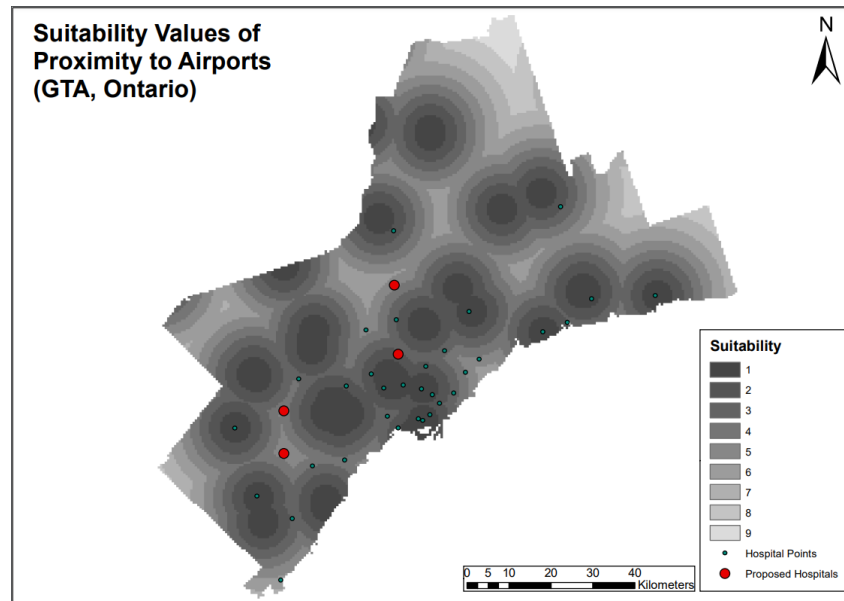 Suitability Values of
Proximity to Airports
(GTA, Ontario)
N
Suitability
1
2
3
4
5
6
7
8
9
Hospital Points
Proposed Hospitals
0 5 10 20 30 40
Kilometers